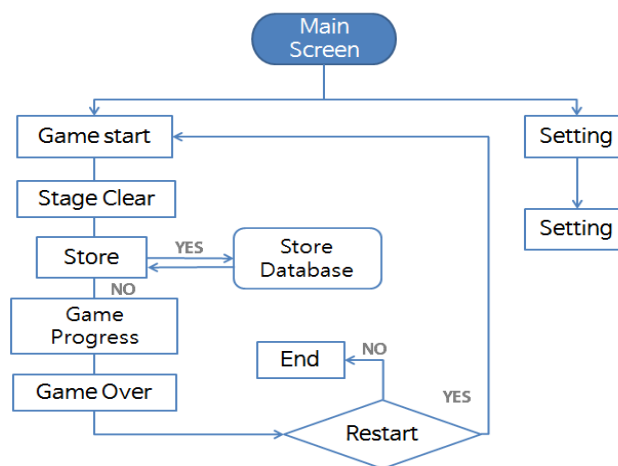 Main
Screen
Game start
Setting
Stage Clear
Setting
Store
YES
Store
Database
NO
Game
Progress
End
NO
Game Over
YES
Restart